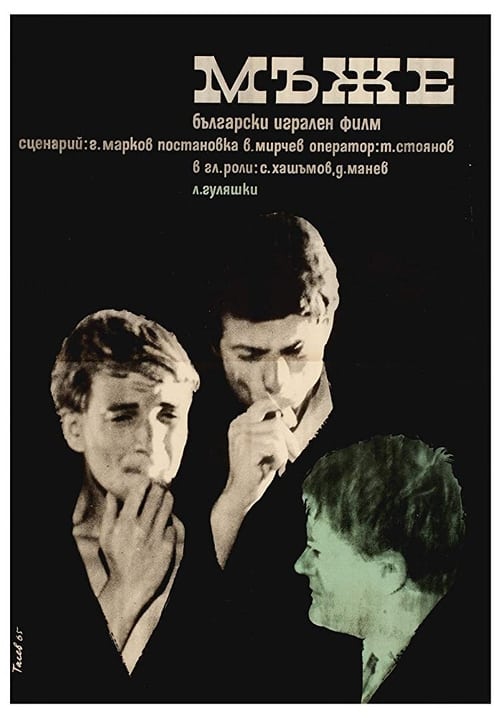 МЪЖЕ
български игрален филм
сценарий:г.марков постановка в.мирчев оператор:т.стоянов
в гл.роли:с.хашъмов,д.манев
л.гуляшки
Тасев 65